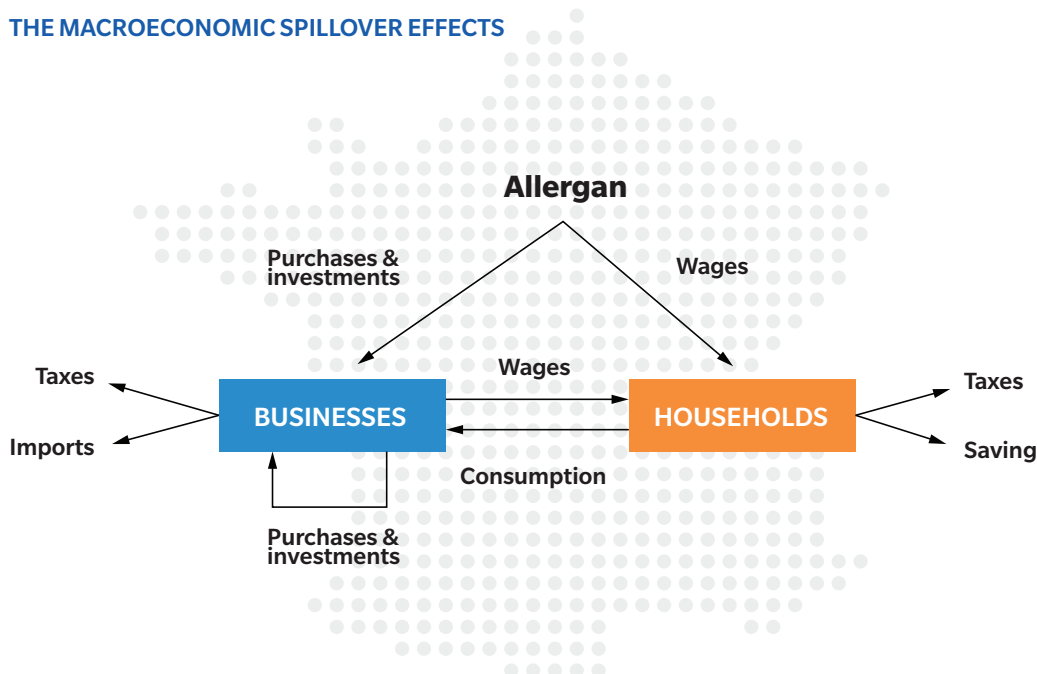 THE MACROECONOMIC SPILLOVER EFFECTS
Allergan
Purchases &
investments
Wages
Wages
Taxes
Imports
BUSINESSES
HOUSEHOLDS
Taxes
Saving
Consumption
Purchases &
investments